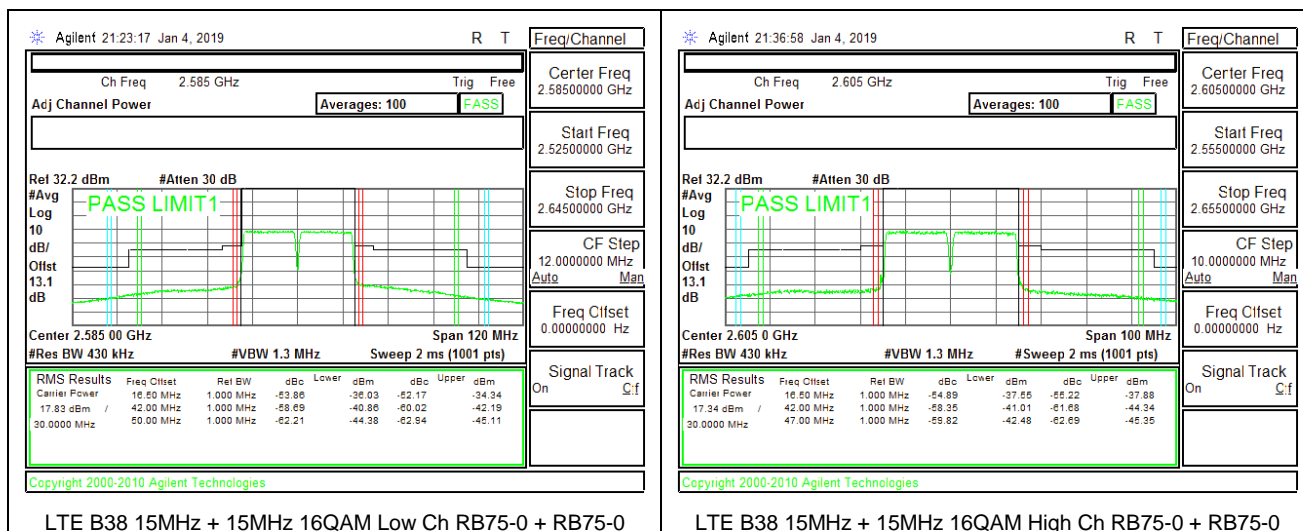 Agilent 21:23:17 Jan 4, 2019 R T
Freq/Channel
Ch Freq 2.585 GHz Trig Free
Adj Channel Power Averages: 100 PASS
Center Freq
2.58500000 GHz
Start Freq
2.52500000 GHz
Stop Freq
2.64500000 GHz
CF Step
12.0000000 MHz
Auto Man
Freq Offset
0.00000000 Hz
Signal Track
On Off
Ref 32.2 dBm #Atten 30 dB
#Avg
Log
10
dB/
Offst
13.1
dB
PASS LIMIT1
Center 2.585 00 GHz Span 120 MHz
#Res BW 430 kHz #VBW 1.3 MHz Sweep 2 ms (1001 pts)
RMS Results Freq Offset Ref BW dBc Lower dBm dBc Upper dBm
Carrier Power 16.50 MHz 1.000 MHz -53.86 -36.03 -52.17 -34.34
17.83 dBm / 42.00 MHz 1.000 MHz -58.69 -40.86 -60.02 -42.19
30.0000 MHz 50.00 MHz 1.000 MHz -62.21 -44.38 -62.94 -45.11
Copyright 2000-2010 Agilent Technologies
LTE B38 15MHz + 15MHz 16QAM Low Ch RB75-0 + RB75-0
Agilent 21:36:58 Jan 4, 2019 R T
Freq/Channel
Ch Freq 2.605 GHz Trig Free
Adj Channel Power Averages: 100 PASS
Center Freq
2.60500000 GHz
Start Freq
2.55500000 GHz
Stop Freq
2.65500000 GHz
CF Step
10.0000000 MHz
Auto Man
Freq Offset
0.00000000 Hz
Signal Track
On Off
Ref 32.2 dBm #Atten 30 dB
#Avg
Log
10
dB/
Offst
13.1
dB
PASS LIMIT1
Center 2.605 0 GHz Span 100 MHz
#Res BW 430 kHz #VBW 1.3 MHz #Sweep 2 ms (1001 pts)
RMS Results Freq Offset Ref BW dBc Lower dBm dBc Upper dBm
Carrier Power 16.50 MHz 1.000 MHz -54.89 -37.55 -55.22 -37.88
17.34 dBm / 42.00 MHz 1.000 MHz -58.35 -41.01 -61.68 -44.34
30.0000 MHz 47.00 MHz 1.000 MHz -59.82 -42.48 -62.69 -45.35
Copyright 2000-2010 Agilent Technologies
LTE B38 15MHz + 15MHz 16QAM High Ch RB75-0 + RB75-0